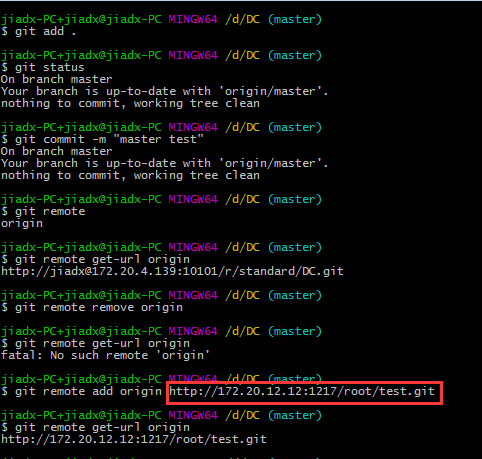 jiadx-PC+jiadx@jiadx-PC MINGW64 /d/DC (master)
$ git add .
jiadx-PC+jiadx@jiadx-PC MINGW64 /d/DC (master)
$ git status
On branch master
Your branch is up-to-date with 'origin/master'.
nothing to commit, working tree clean
jiadx-PC+jiadx@jiadx-PC MINGW64 /d/DC (master)
$ git commit -m "master test"
On branch master
Your branch is up-to-date with 'origin/master'.
nothing to commit, working tree clean
jiadx-PC+jiadx@jiadx-PC MINGW64 /d/DC (master)
$ git remote
origin
jiadx-PC+jiadx@jiadx-PC MINGW64 /d/DC (master)
$ git remote get-url origin
http://jiadx@172.20.4.139:10101/r/standard/DC.git
jiadx-PC+jiadx@jiadx-PC MINGW64 /d/DC (master)
$ git remote remove origin
jiadx-PC+jiadx@jiadx-PC MINGW64 /d/DC (master)
$ git remote get-url origin
fatal: No such remote 'origin'
jiadx-PC+jiadx@jiadx-PC MINGW64 /d/DC (master)
$ git remote add origin http://172.20.12.12:1217/root/test.git
jiadx-PC+jiadx@jiadx-PC MINGW64 /d/DC (master)
$ git remote get-url origin
http://172.20.12.12:1217/root/test.git